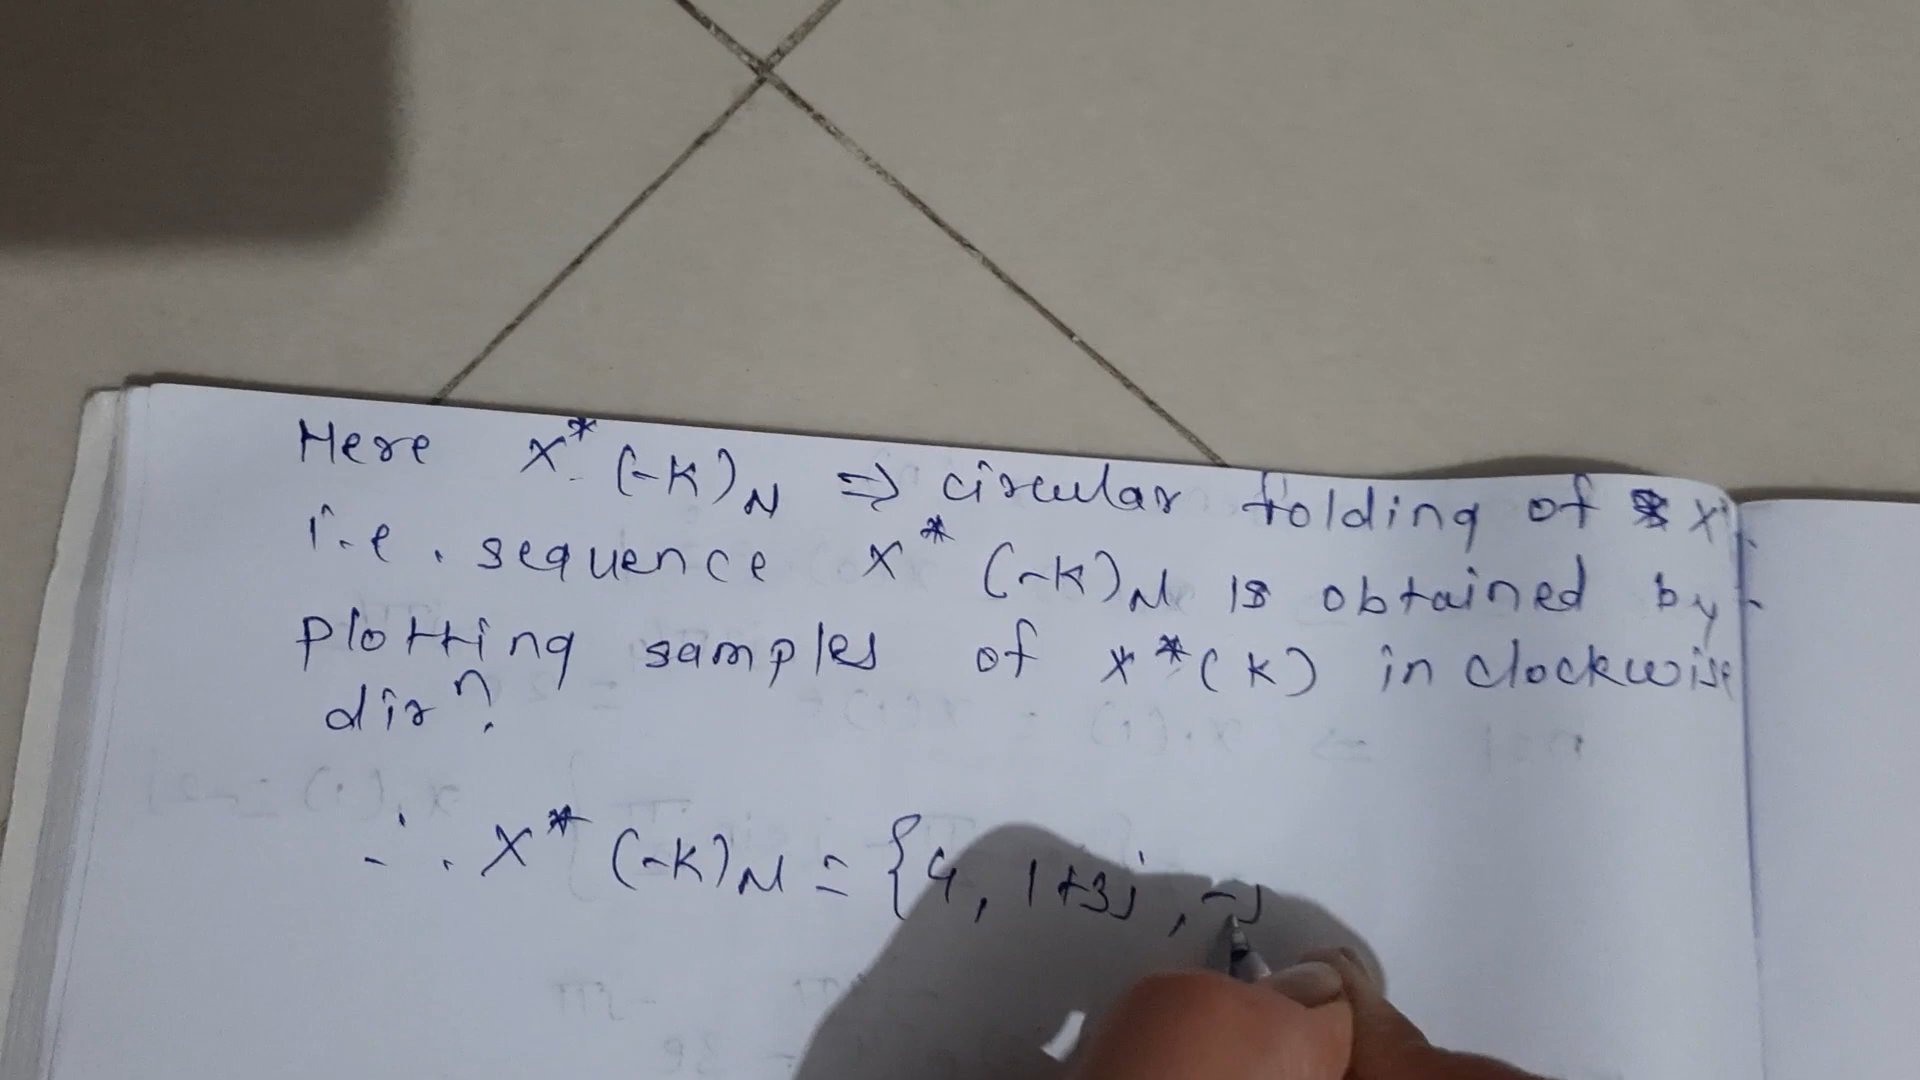 Here X* (-K)N ⇒ circular folding of X
i.e. sequence X* (-K)N is obtained by
plotting samples of X*(K) in clockwise
dirn.
∴ X* (-K)N = {4, 1+3j, -j